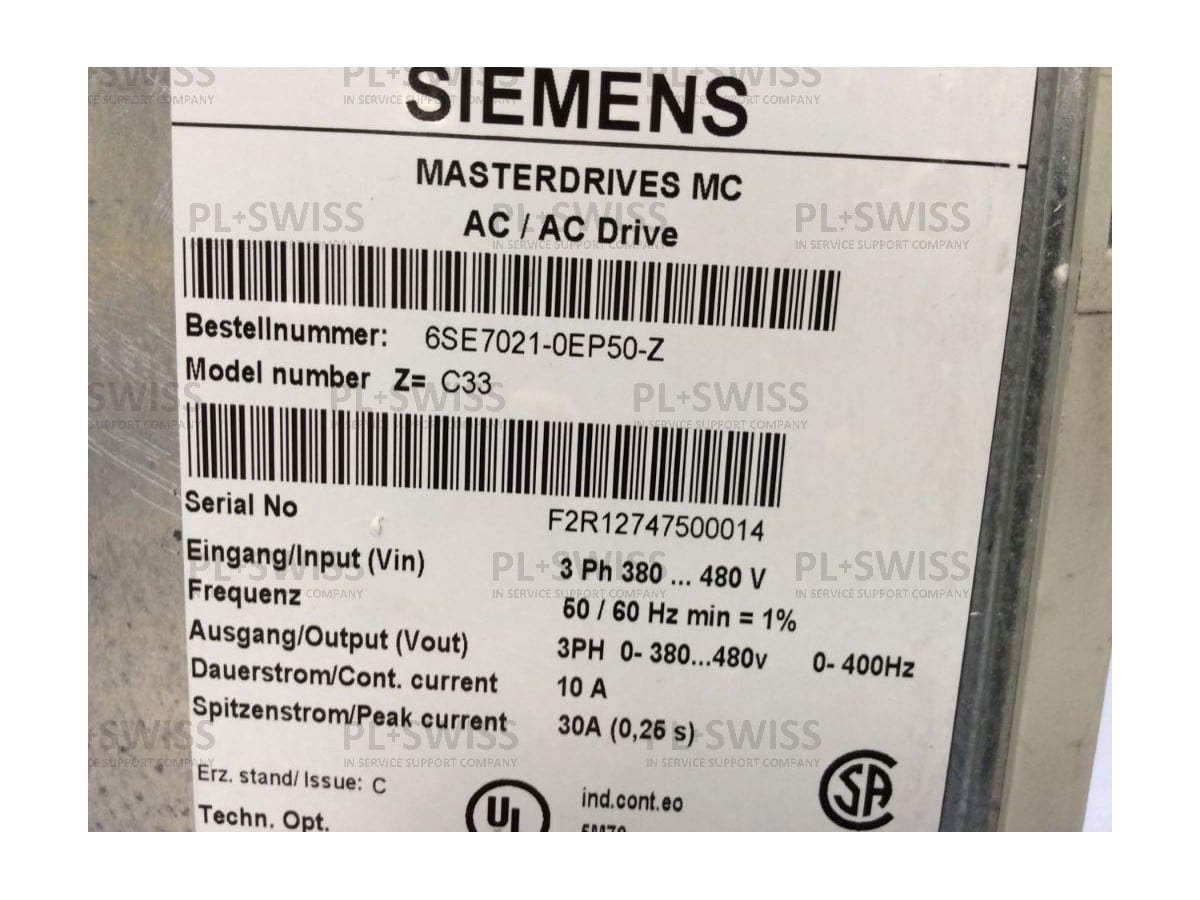 SIEMENS
MASTERDRIVES MC
AC / AC Drive
Bestellnummer: 6SE7021-0EP50-Z
Model number Z= C33
Serial No F2R12747500014
Eingang/Input (Vin) 3 Ph 380 ... 480 V
Frequenz 50 / 60 Hz min = 1%
Ausgang/Output (Vout) 3PH 0- 380...480v 0- 400Hz
Dauerstrom/Cont. current 10 A
Spitzenstrom/Peak current 30A (0,25 s)
Erz. stand/ Issue: C
UL ind.cont.eq
SA
Techn. Opt.
PL+SWISS
IN SERVICE SUPPORT COMPANY